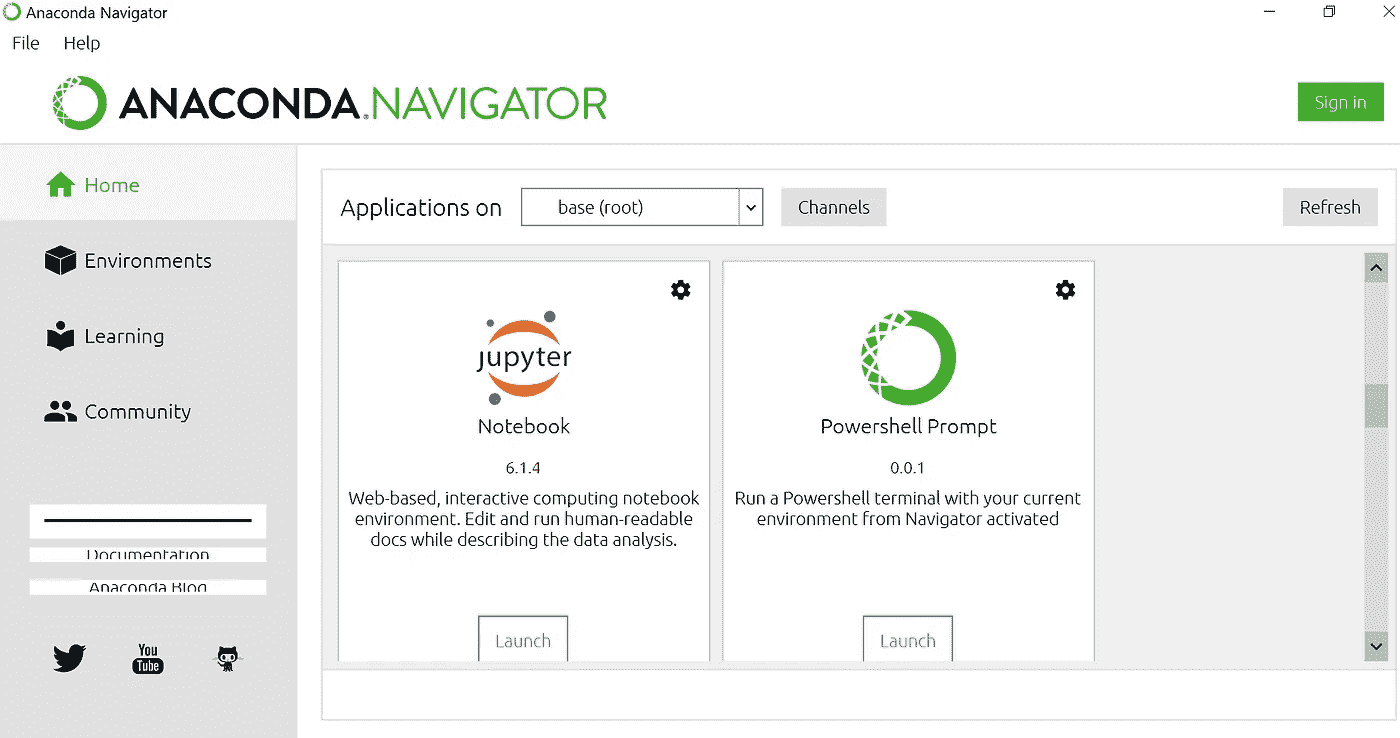 Anaconda Navigator
File Help
ANACONDA.NAVIGATOR
Sign in
Home
Environments
Learning
Community
Documentation
Anaconda Blog
You
Tube
Applications on base (root) Channels Refresh
jupyter
Notebook
6.1.4
Web-based, interactive computing notebook
environment. Edit and run human-readable
docs while describing the data analysis.
Launch
Powershell Prompt
0.0.1
Run a Powershell terminal with your current
environment from Navigator activated
Launch